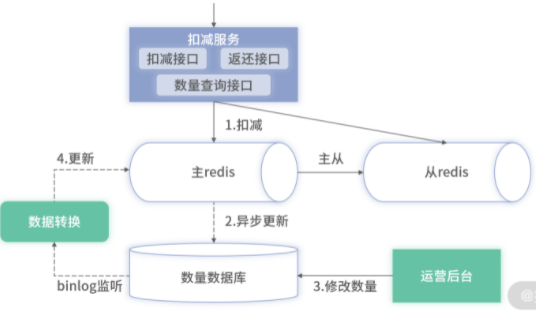 扣减服务
扣减接口
返还接口
数量查询接口
1.扣减
4.更新
主redis
主从
从redis
数据转换
2.异步更新
数量数据库
binlog监听
3.修改数量
运营后台